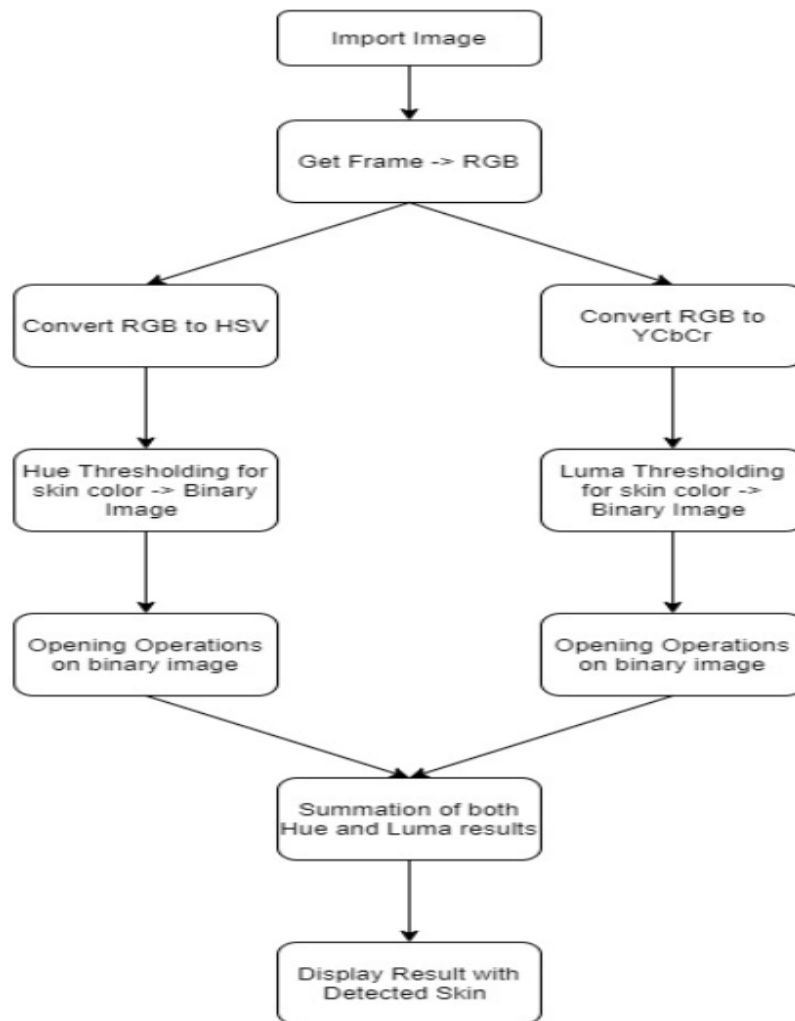 Import Image
Get Frame -> RGB
Convert RGB to HSV
Convert RGB to
YCbCr
Hue Thresholding for
skin color -> Binary
Image
Luma Thresholding
for skin color ->
Binary Image
Opening Operations
on binary image
Opening Operations
on binary image
Summation of both
Hue and Luma results
Display Result with
Detected Skin